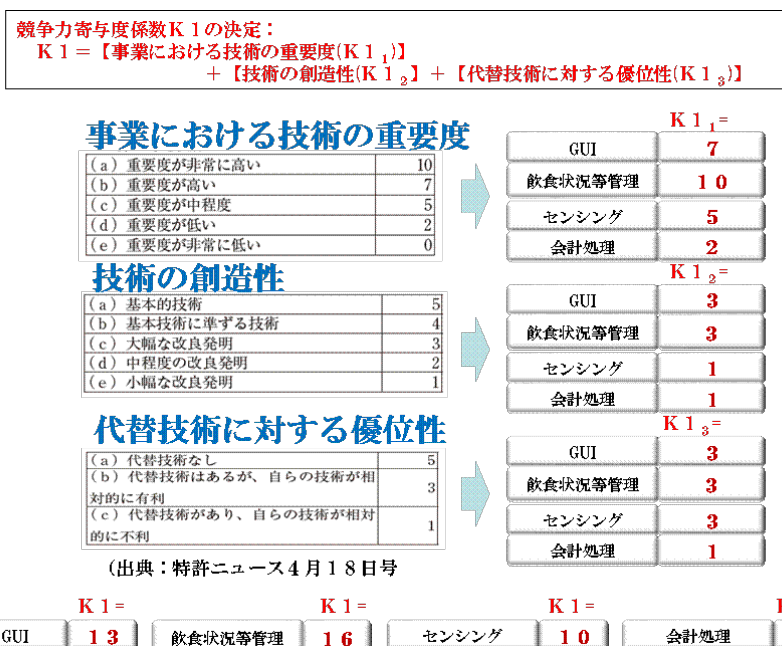 競争力寄与度係数K1の決定:
K1=【事業における技術の重要度(K1₁)】
+【技術の創造性(K1₂】+【代替技術に対する優位性(K1₃)】
事業における技術の重要度
(a)重要度が非常に高い 10
(b)重要度が高い 7
(c)重要度が中程度 5
(d)重要度が低い 2
(e)重要度が非常に低い 0
K1₁=
GUI 7
飲食状況等管理 10
センシング 5
会計処理 2
技術の創造性
(a)基本的技術 5
(b)基本技術に準ずる技術 4
(c)大幅な改良発明 3
(d)中程度の改良発明 2
(e)小幅な改良発明 1
K1₂=
GUI 3
飲食状況等管理 3
センシング 1
会計処理 1
代替技術に対する優位性
(a)代替技術なし 5
(b)代替技術はあるが、自らの技術が相
対的に有利 3
(c)代替技術があり、自らの技術が相対
的に不利 1
K1₃=
GUI 3
飲食状況等管理 3
センシング 3
会計処理 1
(出典:特許ニュース4月18日号
K1= K1= K1=
GUI 13 飲食状況等管理 16 センシング 10 会計処理